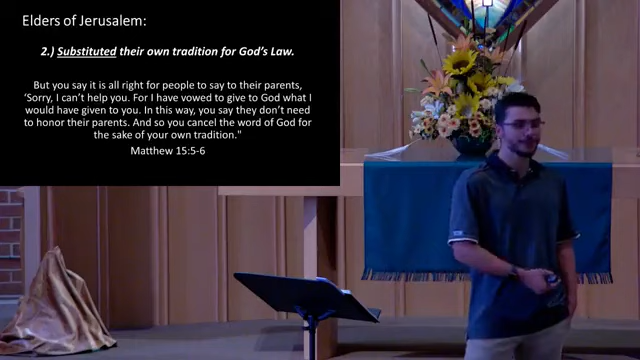 Elders of Jerusalem:
2.) Substituted their own tradition for God's Law.
But you say it is all right for people to say to their parents,
'Sorry, I can't help you. For I have vowed to give to God what I
would have given to you. In this way, you say they don't need
to honor their parents. And so you cancel the word of God for
the sake of your own tradition."
Matthew 15:5-6